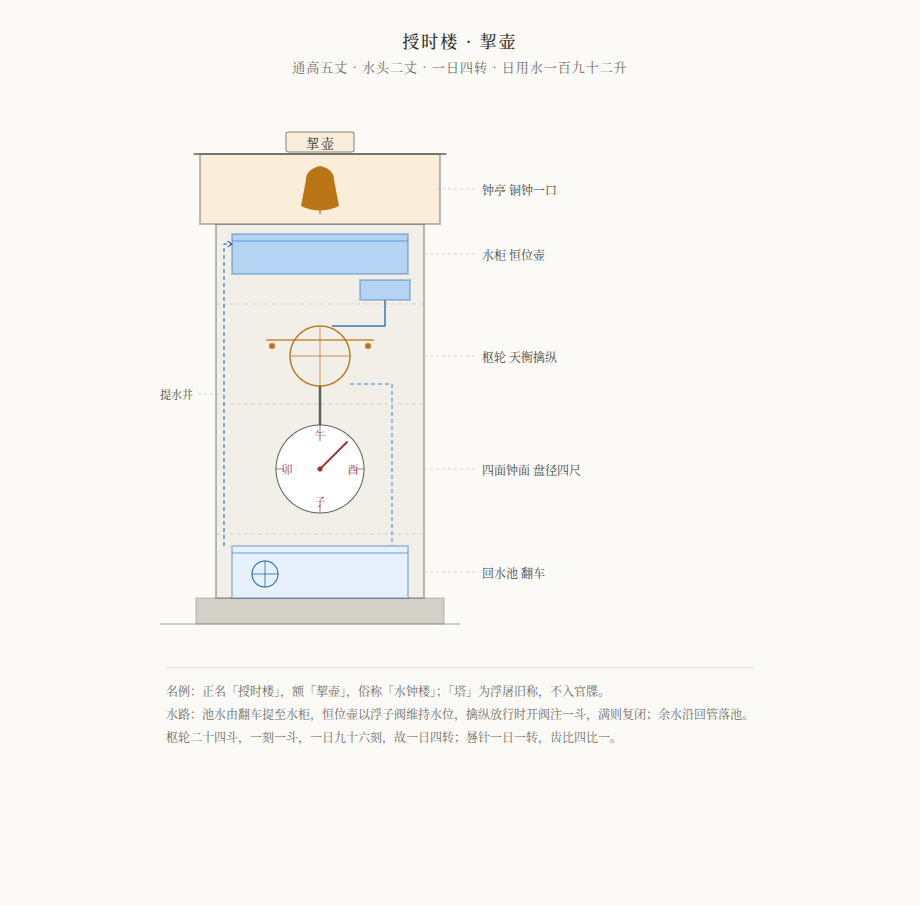 授时楼 · 挈壶
通高五丈 · 水头二丈 · 一日四转 · 日用水一百九十二升
挈壶
钟亭 铜钟一口
水柜 恒位壶
枢轮 天衡擒纵
提水井
午
卯
酉
子
四面钟面 盘径四尺
回水池 翻车
名例：正名「授时楼」，额「挈壶」，俗称「水钟楼」；「塔」为浮屠旧称，不入官牒。
水路：池水由翻车提至水柜，恒位壶以浮子阀维持水位，擒纵放行时开阀注一斗，满则复闭；余水沿回管落池。
枢轮二十四斗，一刻一斗，一日九十六刻，故一日四转；晷针一日一转，齿比四比一。